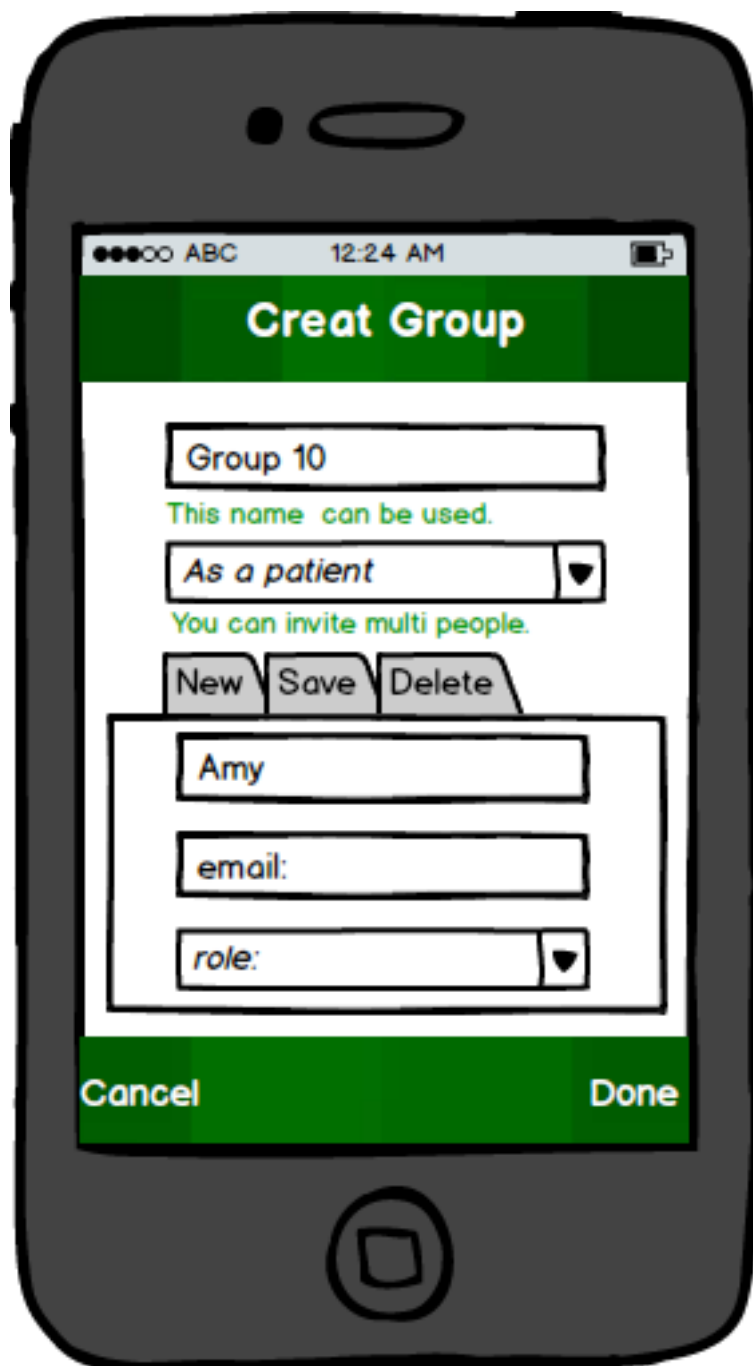 ABC 12:24 AM
Creat Group
Group 10
This name can be used.
As a patient
You can invite multi people.
New Save Delete
Amy
email:
role:
Cancel Done